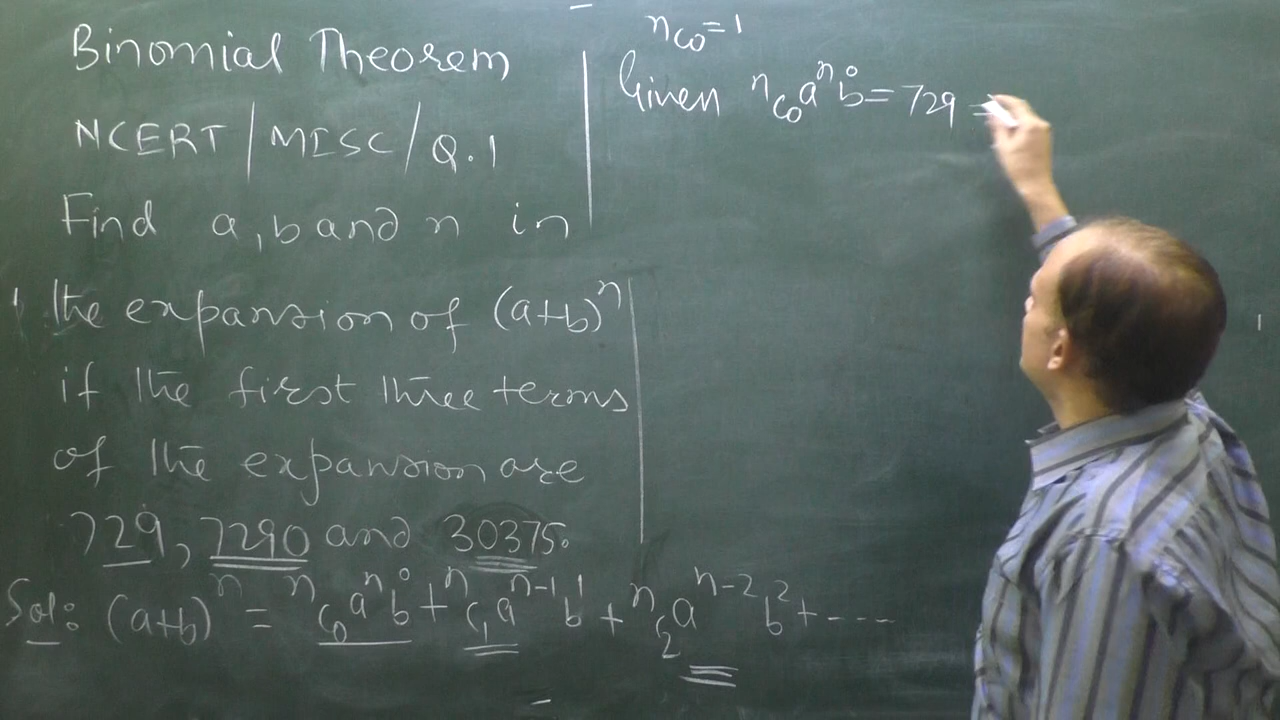 Binomial Theorem
NCERT/MISC/Q.1
Find a, b and n in
the expansion of (a+b)ⁿ
if the first three terms
of the expansion are
729, 7290 and 30375.
Sol: (a+b)ⁿ = ⁿC₀aⁿb⁰ + ⁿC₁aⁿ⁻¹b¹ + ⁿC₂aⁿ⁻²b² + ----
ⁿC₀ = 1
Given ⁿC₀aⁿb⁰ = 729